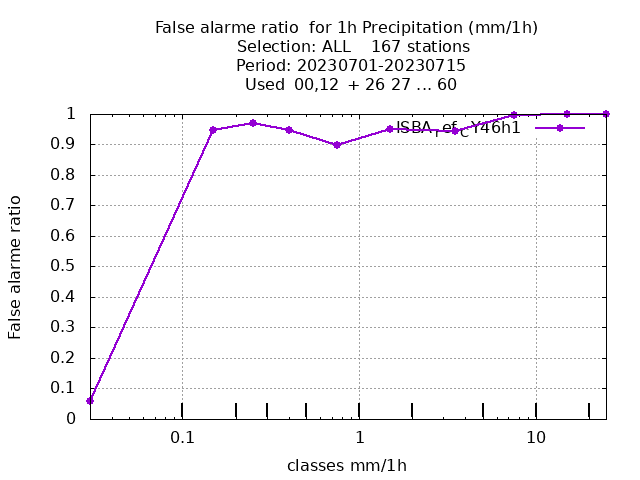 False alarme ratio for 1h Precipitation (mm/1h)
Selection: ALL 167 stations
Period: 20230701-20230715
Used 00,12 + 26 27 ... 60
ISBA_ref_CY46h1
1
0.9
0.8
0.7
0.6
0.5
0.4
0.3
0.2
0.1
0
False alarme ratio
0.1 1 10
classes mm/1h